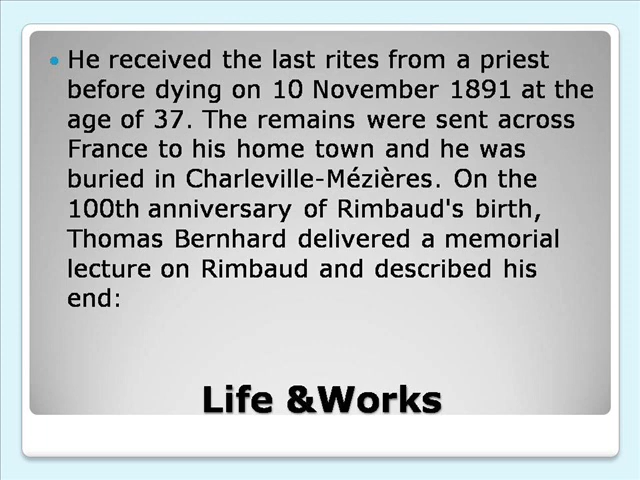 He received the last rites from a priest
before dying on 10 November 1891 at the
age of 37. The remains were sent across
France to his home town and he was
buried in Charleville-Mézières. On the
100th anniversary of Rimbaud's birth,
Thomas Bernhard delivered a memorial
lecture on Rimbaud and described his
end:
Life &Works